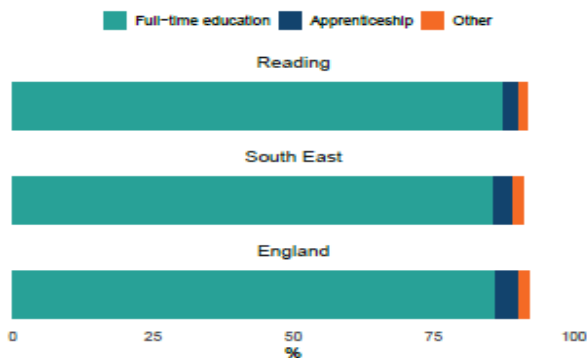 Full-time education Apprenticeship Other
Reading
South East
England
0 25 50 75 100
%